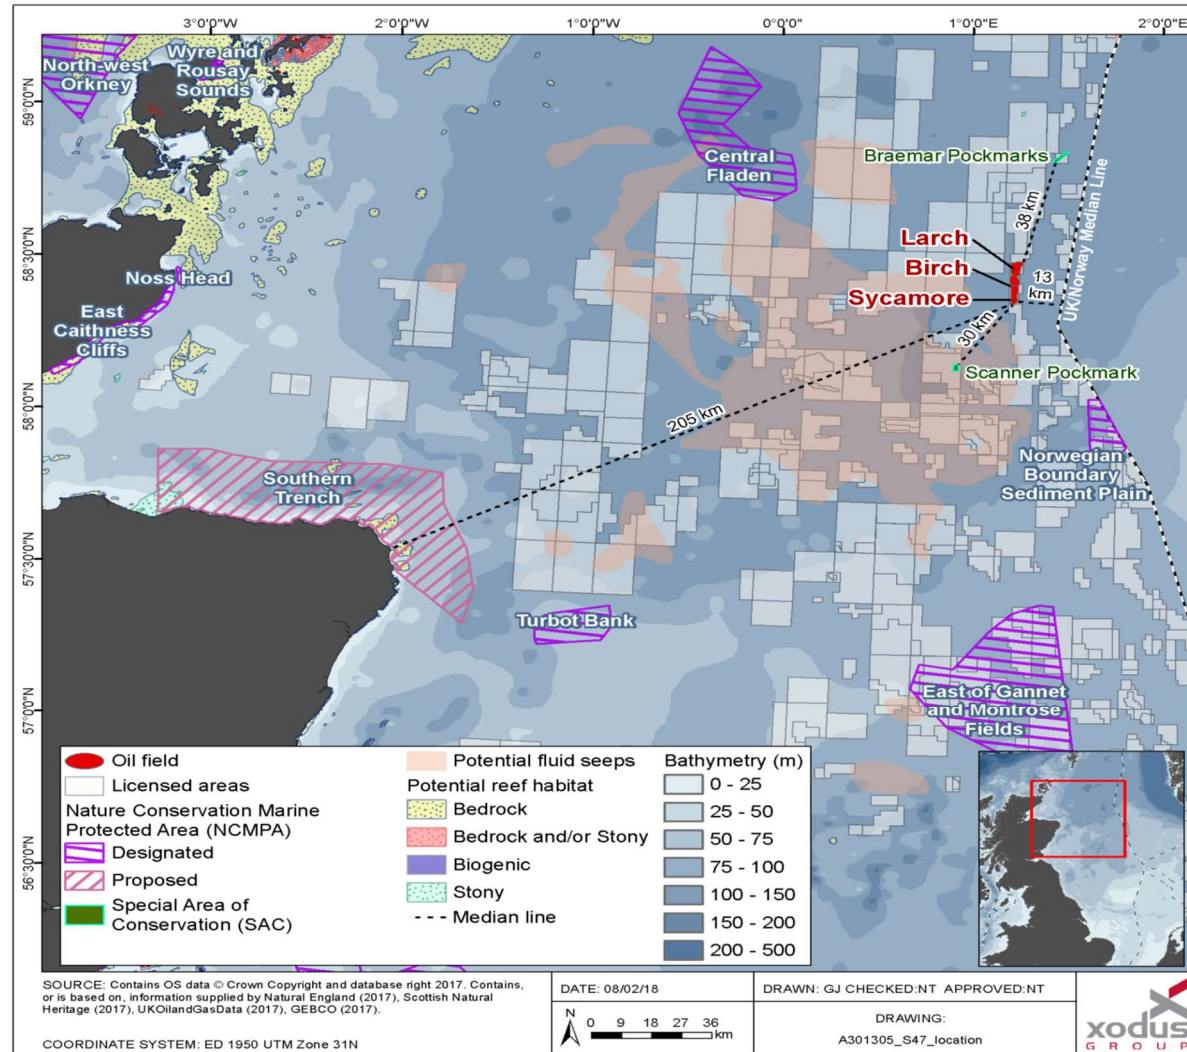 3°0'0"W
2°0'0"W
1°0'0"W
0°0'0"
1°0'0"E
2°0'0"E
59°0'0"N
58°30'0"N
58°0'0"N
57°30'0"N
57°0'0"N
56°30'0"N
North-west
Orkney
Wyre and
Rousay
Sounds
Central
Fladen
Braemar Pockmarks
38 km
UK/Norway Median Line
Larch
Birch
Sycamore
13
km
30 km
Noss Head
East
Caithness
Cliffs
Scanner Pockmark
205 km
Norwegian
Boundary
Sediment Plain
Southern
Trench
Turbot Bank
East of Gannet
and Montrose
Fields
Oil field
Licensed areas
Nature Conservation Marine
Protected Area (NCMPA)
Designated
Proposed
Special Area of
Conservation (SAC)
Potential fluid seeps
Potential reef habitat
Bedrock
Bedrock and/or Stony
Biogenic
Stony
Median line
Bathymetry (m)
0 - 25
25 - 50
50 - 75
75 - 100
100 - 150
150 - 200
200 - 500
SOURCE: Contains OS data © Crown Copyright and database right 2017. Contains,
or is based on, information supplied by Natural England (2017), Scottish Natural
Heritage (2017), UKOilandGasData (2017), GEBCO (2017).
COORDINATE SYSTEM: ED 1950 UTM Zone 31N
DATE: 08/02/18
N
0 9 18 27 36
km
DRAWN: GJ CHECKED:NT APPROVED:NT
DRAWING:
A301305_S47_location
xodus
GROUP